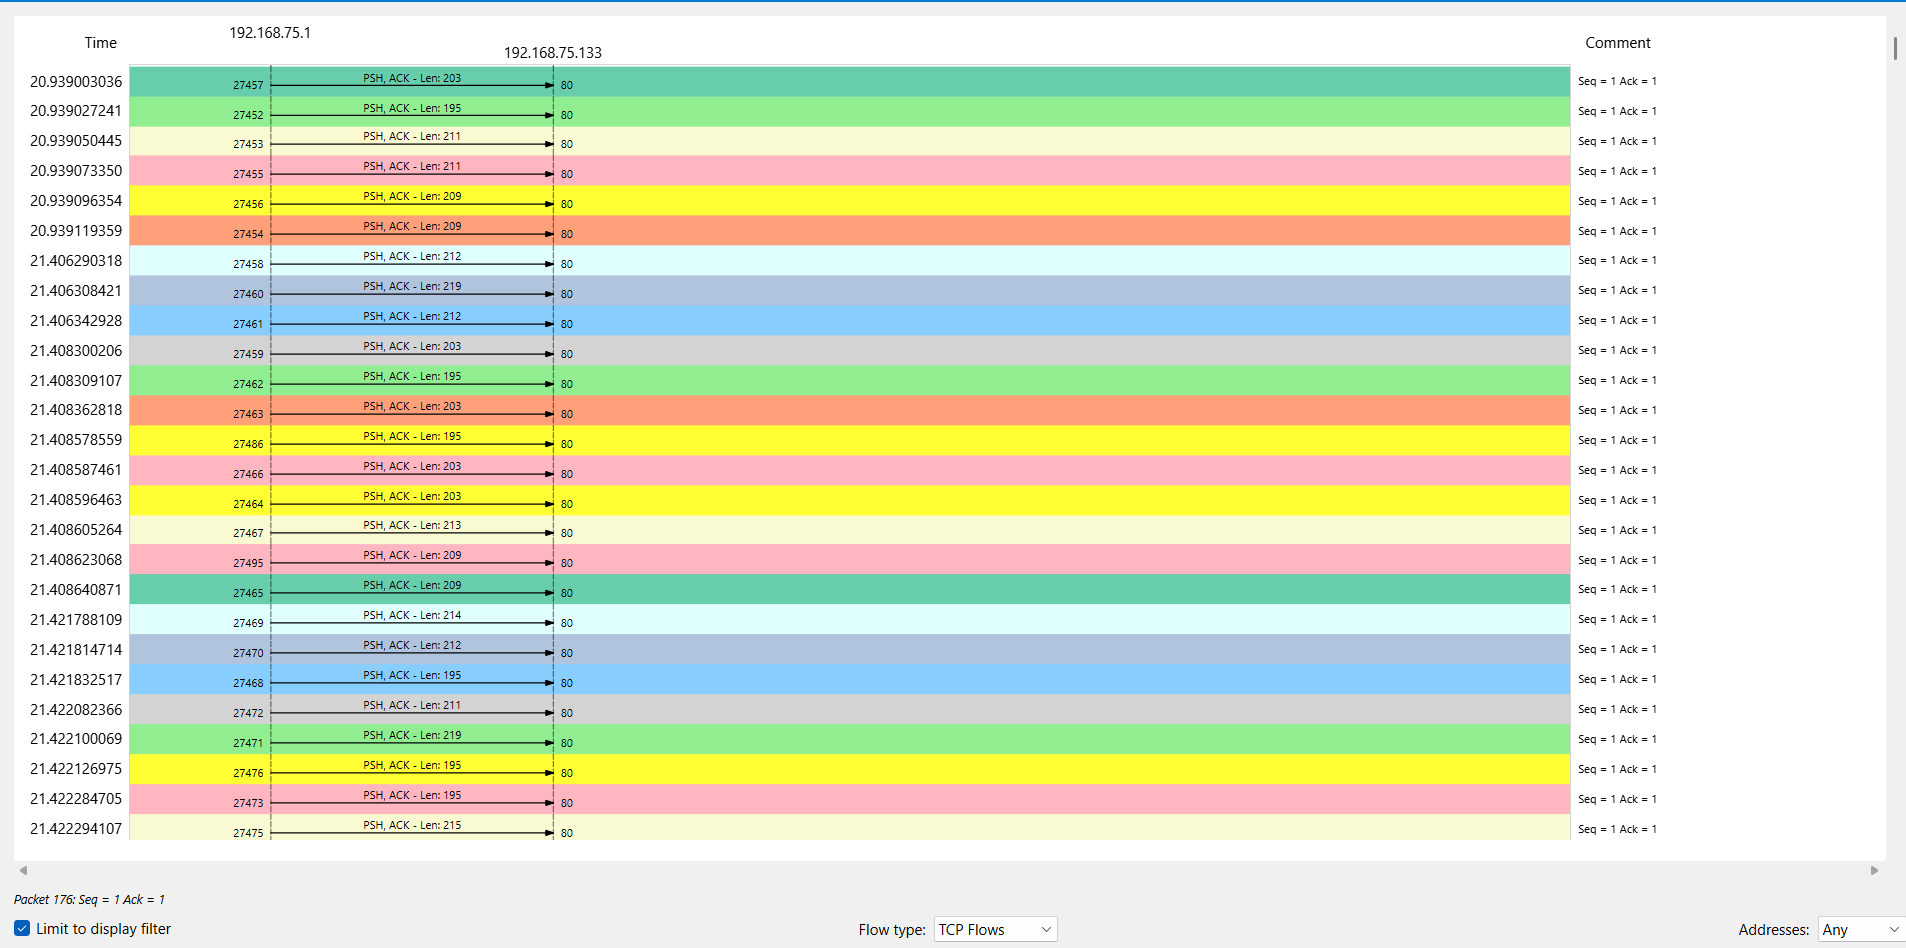 Time 192.168.75.1 192.168.75.133 Comment
20.939003036 27457 PSH, ACK - Len: 203 80 Seq = 1 Ack = 1
20.939027241 27452 PSH, ACK - Len: 195 80 Seq = 1 Ack = 1
20.939050445 27453 PSH, ACK - Len: 211 80 Seq = 1 Ack = 1
20.939073350 27455 PSH, ACK - Len: 211 80 Seq = 1 Ack = 1
20.939096354 27456 PSH, ACK - Len: 209 80 Seq = 1 Ack = 1
20.939119359 27454 PSH, ACK - Len: 209 80 Seq = 1 Ack = 1
21.406290318 27458 PSH, ACK - Len: 212 80 Seq = 1 Ack = 1
21.406308421 27460 PSH, ACK - Len: 219 80 Seq = 1 Ack = 1
21.406342928 27461 PSH, ACK - Len: 212 80 Seq = 1 Ack = 1
21.408300206 27459 PSH, ACK - Len: 203 80 Seq = 1 Ack = 1
21.408309107 27462 PSH, ACK - Len: 195 80 Seq = 1 Ack = 1
21.408362818 27463 PSH, ACK - Len: 203 80 Seq = 1 Ack = 1
21.408578559 27486 PSH, ACK - Len: 195 80 Seq = 1 Ack = 1
21.408587461 27466 PSH, ACK - Len: 203 80 Seq = 1 Ack = 1
21.408596463 27464 PSH, ACK - Len: 203 80 Seq = 1 Ack = 1
21.408605264 27467 PSH, ACK - Len: 213 80 Seq = 1 Ack = 1
21.408623068 27495 PSH, ACK - Len: 209 80 Seq = 1 Ack = 1
21.408640871 27465 PSH, ACK - Len: 209 80 Seq = 1 Ack = 1
21.421788109 27469 PSH, ACK - Len: 214 80 Seq = 1 Ack = 1
21.421814714 27470 PSH, ACK - Len: 212 80 Seq = 1 Ack = 1
21.421832517 27468 PSH, ACK - Len: 195 80 Seq = 1 Ack = 1
21.422082366 27472 PSH, ACK - Len: 211 80 Seq = 1 Ack = 1
21.422100069 27471 PSH, ACK - Len: 219 80 Seq = 1 Ack = 1
21.422126975 27476 PSH, ACK - Len: 195 80 Seq = 1 Ack = 1
21.422284705 27473 PSH, ACK - Len: 195 80 Seq = 1 Ack = 1
21.422294107 27475 PSH, ACK - Len: 215 80 Seq = 1 Ack = 1
Packet 176: Seq = 1 Ack = 1
Limit to display filter Flow type: TCP Flows Addresses: Any